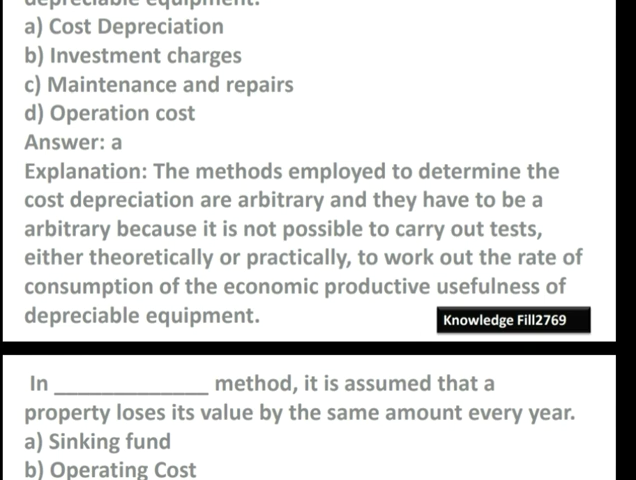 depreciable equipment.
a) Cost Depreciation
b) Investment charges
c) Maintenance and repairs
d) Operation cost
Answer: a
Explanation: The methods employed to determine the
cost depreciation are arbitrary and they have to be a
arbitrary because it is not possible to carry out tests,
either theoretically or practically, to work out the rate of
consumption of the economic productive usefulness of
depreciable equipment.
Knowledge Fill2769
In ______________ method, it is assumed that a
property loses its value by the same amount every year.
a) Sinking fund
b) Operating Cost